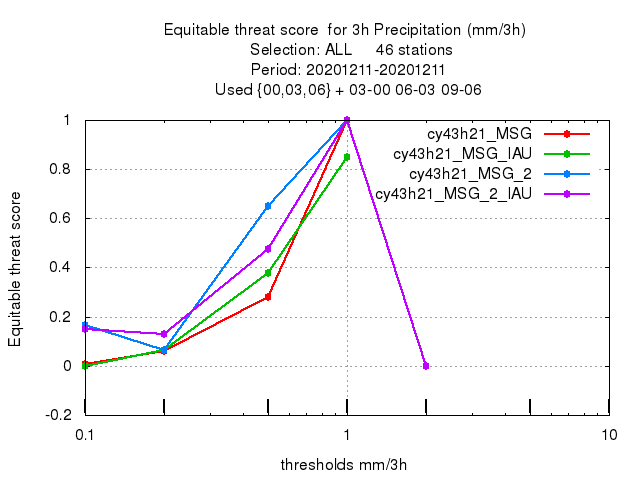 Equitable threat score  for 3h Precipitation (mm/3h)
Selection: ALL     46 stations
Period: 20201211-20201211
Used {00,03,06} + 03-00 06-03 09-06
cy43h21_MSG
cy43h21_MSG_IAU
cy43h21_MSG_2
cy43h21_MSG_2_IAU
Equitable threat score
1
0.8
0.6
0.4
0.2
0
-0.2
0.1
1
10
thresholds mm/3h